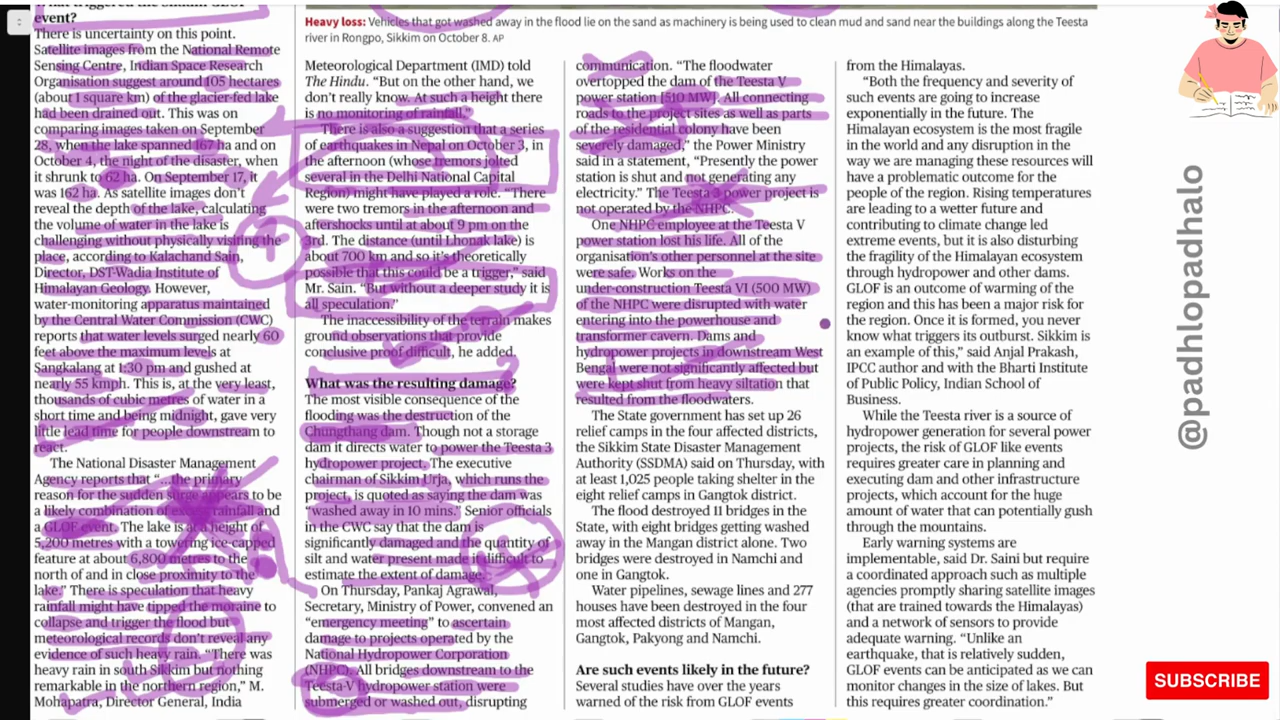 What triggered the Sikkim GLOF
event?
There is uncertainty on this point.
Satellite images from the National Remote
Sensing Centre, Indian Space Research
Organisation suggest around 105 hectares
(about 1 square km) of the glacier-fed lake
had been drained out. This was on
comparing images taken on September
28, when the lake spanned 167 ha and on
October 4, the night of the disaster, when
it shrunk to 62 ha. On September 17, it
was 162 ha. As satellite images don't
reveal the depth of the lake, calculating
the volume of water in the lake is
challenging without physically visiting the
place, according to Kalachand Sain,
Director, DST-Wadia Institute of
Himalayan Geology. However,
water-monitoring apparatus maintained
by the Central Water Commission (CWC)
reports that water levels surged nearly 60
feet above the maximum levels at
Sangkalang at 1:30 pm and gushed at
nearly 55 kmph. This is, at the very least,
thousands of cubic metres of water in a
short time and being midnight, gave very
little lead time for people downstream to
react.
The National Disaster Management
Agency reports that "...the primary
reason for the sudden surge appears to be
a likely combination of excess rainfall and
a GLOF event. The lake is at a height of
5,200 metres with a towering ice-capped
feature at about 6,800 metres to the
north of and in close proximity to the
lake." There is speculation that heavy
rainfall might have tipped the moraine to
collapse and trigger the flood but
meteorological records don't reveal any
evidence of such heavy rain. "There was
heavy rain in south Sikkim but nothing
remarkable in the northern region," M.
Mohapatra, Director General, India
Heavy loss: Vehicles that got washed away in the flood lie on the sand as machinery is being used to clean mud and sand near the buildings along the Teesta
river in Rongpo, Sikkim on October 8. AP
Meteorological Department (IMD) told
The Hindu. "But on the other hand, we
don't really know. At such a height there
is no monitoring of rainfall."
There is also a suggestion that a series
of earthquakes in Nepal on October 3, in
the afternoon (whose tremors jolted
several in the Delhi National Capital
Region) might have played a role. "There
were two tremors in the afternoon and
aftershocks until at about 9 pm on the
3rd. The distance (until Lhonak lake) is
about 700 km and so it's theoretically
possible that this could be a trigger," said
Mr. Sain. "But without a deeper study it is
all speculation."
The inaccessibility of the terrain makes
ground observations that provide
conclusive proof difficult, he added.
What was the resulting damage?
The most visible consequence of the
flooding was the destruction of the
Chungthang dam. Though not a storage
dam it directs water to power the Teesta 3
hydropower project. The executive
chairman of Sikkim Urja, which runs the
project, is quoted as saying the dam was
"washed away in 10 mins." Senior officials
in the CWC say that the dam is
significantly damaged and the quantity of
silt and water present made it difficult to
estimate the extent of damage.
On Thursday, Pankaj Agrawal,
Secretary, Ministry of Power, convened an
"emergency meeting" to ascertain
damage to projects operated by the
National Hydropower Corporation
(NHPC). All bridges downstream to the
Teesta-V hydropower station were
submerged or washed out, disrupting
communication. "The floodwater
overtopped the dam of the Teesta V
power station [510 MW]. All connecting
roads to the project sites as well as parts
of the residential colony have been
severely damaged," the Power Ministry
said in a statement, "Presently the power
station is shut and not generating any
electricity." The Teesta 3 power project is
not operated by the NHPC.
One NHPC employee at the Teesta V
power station lost his life. All of the
organisation's other personnel at the site
were safe. Works on the
under-construction Teesta VI (500 MW)
of the NHPC were disrupted with water
entering into the powerhouse and
transformer cavern. Dams and
hydropower projects in downstream West
Bengal were not significantly affected but
were kept shut from heavy siltation that
resulted from the floodwaters.
The State government has set up 26
relief camps in the four affected districts,
the Sikkim State Disaster Management
Authority (SSDMA) said on Thursday, with
at least 1,025 people taking shelter in the
eight relief camps in Gangtok district.
The flood destroyed 11 bridges in the
State, with eight bridges getting washed
away in the Mangan district alone. Two
bridges were destroyed in Namchi and
one in Gangtok.
Water pipelines, sewage lines and 277
houses have been destroyed in the four
most affected districts of Mangan,
Gangtok, Pakyong and Namchi.
Are such events likely in the future?
Several studies have over the years
warned of the risk from GLOF events
from the Himalayas.
"Both the frequency and severity of
such events are going to increase
exponentially in the future. The
Himalayan ecosystem is the most fragile
in the world and any disruption in the
way we are managing these resources will
have a problematic outcome for the
people of the region. Rising temperatures
are leading to a wetter future and
contributing to climate change led
extreme events, but it is also disturbing
the fragility of the Himalayan ecosystem
through hydropower and other dams.
GLOF is an outcome of warming of the
region and this has been a major risk for
the region. Once it is formed, you never
know what triggers its outburst. Sikkim is
an example of this," said Anjal Prakash,
IPCC author and with the Bharti Institute
of Public Policy, Indian School of
Business.
While the Teesta river is a source of
hydropower generation for several power
projects, the risk of GLOF like events
requires greater care in planning and
executing dam and other infrastructure
projects, which account for the huge
amount of water that can potentially gush
through the mountains.
Early warning systems are
implementable, said Dr. Saini but require
a coordinated approach such as multiple
agencies promptly sharing satellite images
(that are trained towards the Himalayas)
and a network of sensors to provide
adequate warning. "Unlike an
earthquake, that is relatively sudden,
GLOF events can be anticipated as we can
monitor changes in the size of lakes. But
this requires greater coordination."
@padhlopadhalo
SUBSCRIBE